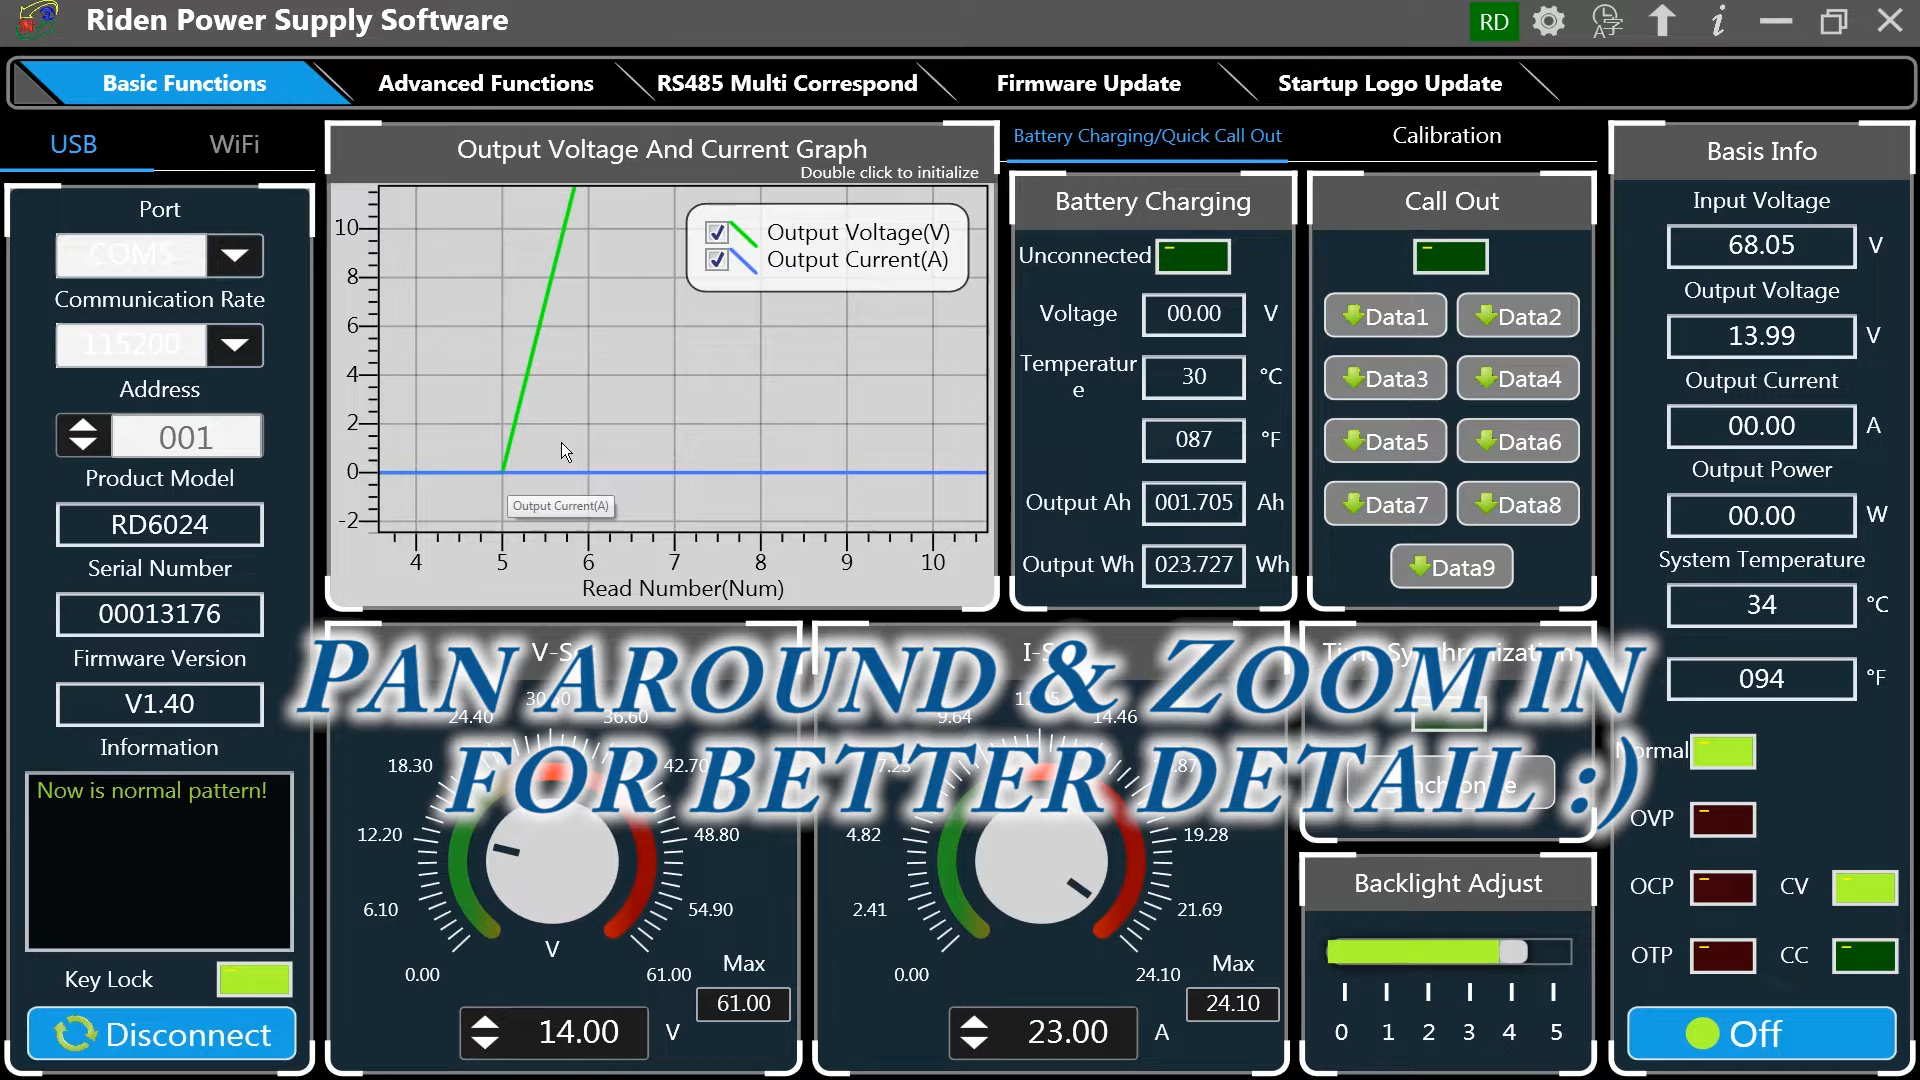 Riden Power Supply Software
RD
Basic Functions
Advanced Functions
RS485 Multi Correspond
Firmware Update
Startup Logo Update
USB
WiFi
Port
COM5
Communication Rate
115200
Address
001
Product Model
RD6024
Serial Number
00013176
Firmware Version
V1.40
Information
Now is normal pattern!
Key Lock
Disconnect
Output Voltage And Current Graph
Double click to initialize
Output Voltage(V)
Output Current(A)
10
8
6
4
2
0
-2
Output Current(A)
4 5 6 7 8 9 10
Read Number(Num)
Battery Charging/Quick Call Out
Calibration
Battery Charging
Unconnected
Voltage 00.00 V
Temperatur
e
30 °C
087 °F
Output Ah 001.705 Ah
Output Wh 023.727 Wh
Call Out
Data1 Data2
Data3 Data4
Data5 Data6
Data7 Data8
Data9
Basis Info
Input Voltage
68.05 V
Output Voltage
13.99 V
Output Current
00.00 A
Output Power
00.00 W
System Temperature
34 °C
094 °F
Normal
OVP
OCP CV
OTP CC
Off
PAN AROUND & ZOOM IN
FOR BETTER DETAIL :)
24.40
36.60
18.30
42.70
12.20
48.80
6.10
54.90
0.00
61.00
V
Max
61.00
14.00 V
9.64
14.46
4.82
19.28
2.41
21.69
0.00
24.10
Max
24.10
23.00 A
Backlight Adjust
0 1 2 3 4 5